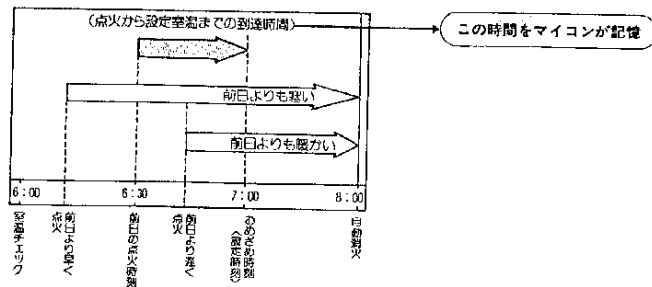 (点火から設定室温までの到達時間)
この時間をマイコンが記憶
前日よりも寒い
前日よりも暖かい
6:00
6:30
7:00
8:00
室温チェック
前日より早く
点火
前日の点火時刻
前日より遅く
点火
おめざめ時刻
(設定時刻)
自動消火